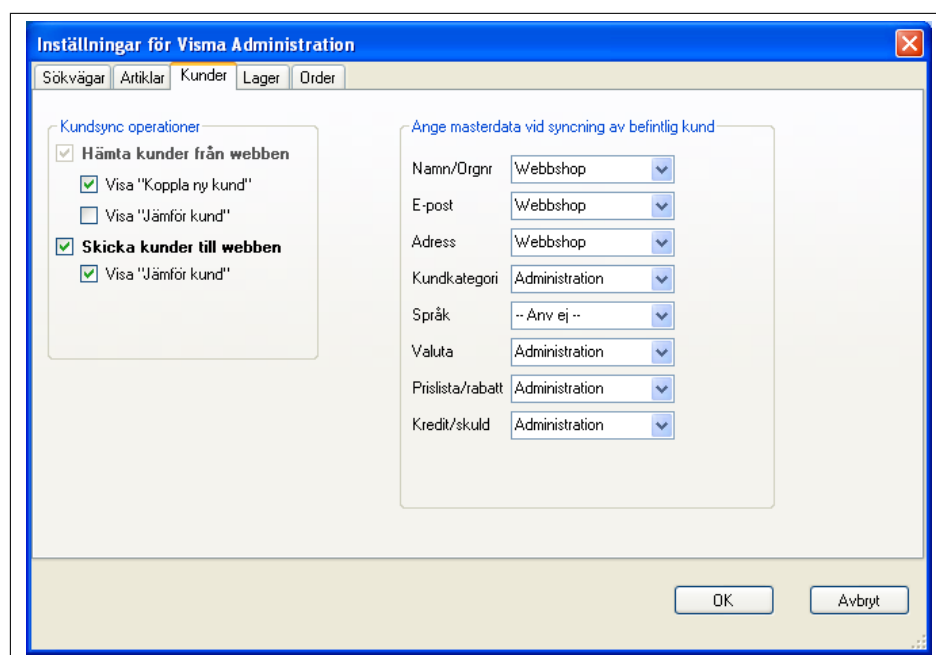 Inställningar för Visma Administration
Sökvägar Artiklar Kunder Lager Order
Kundsync operationer
Hämta kunder från webben
Visa "Koppla ny kund"
Visa "Jämför kund"
Skicka kunder till webben
Visa "Jämför kund"
Ange masterdata vid syncning av befintlig kund
Namn/Orgnr Webbshop
E-post Webbshop
Adress Webbshop
Kundkategori Administration
Språk -- Anv ej --
Valuta Administration
Prislista/rabatt Administration
Kredit/skuld Administration
OK Avbryt